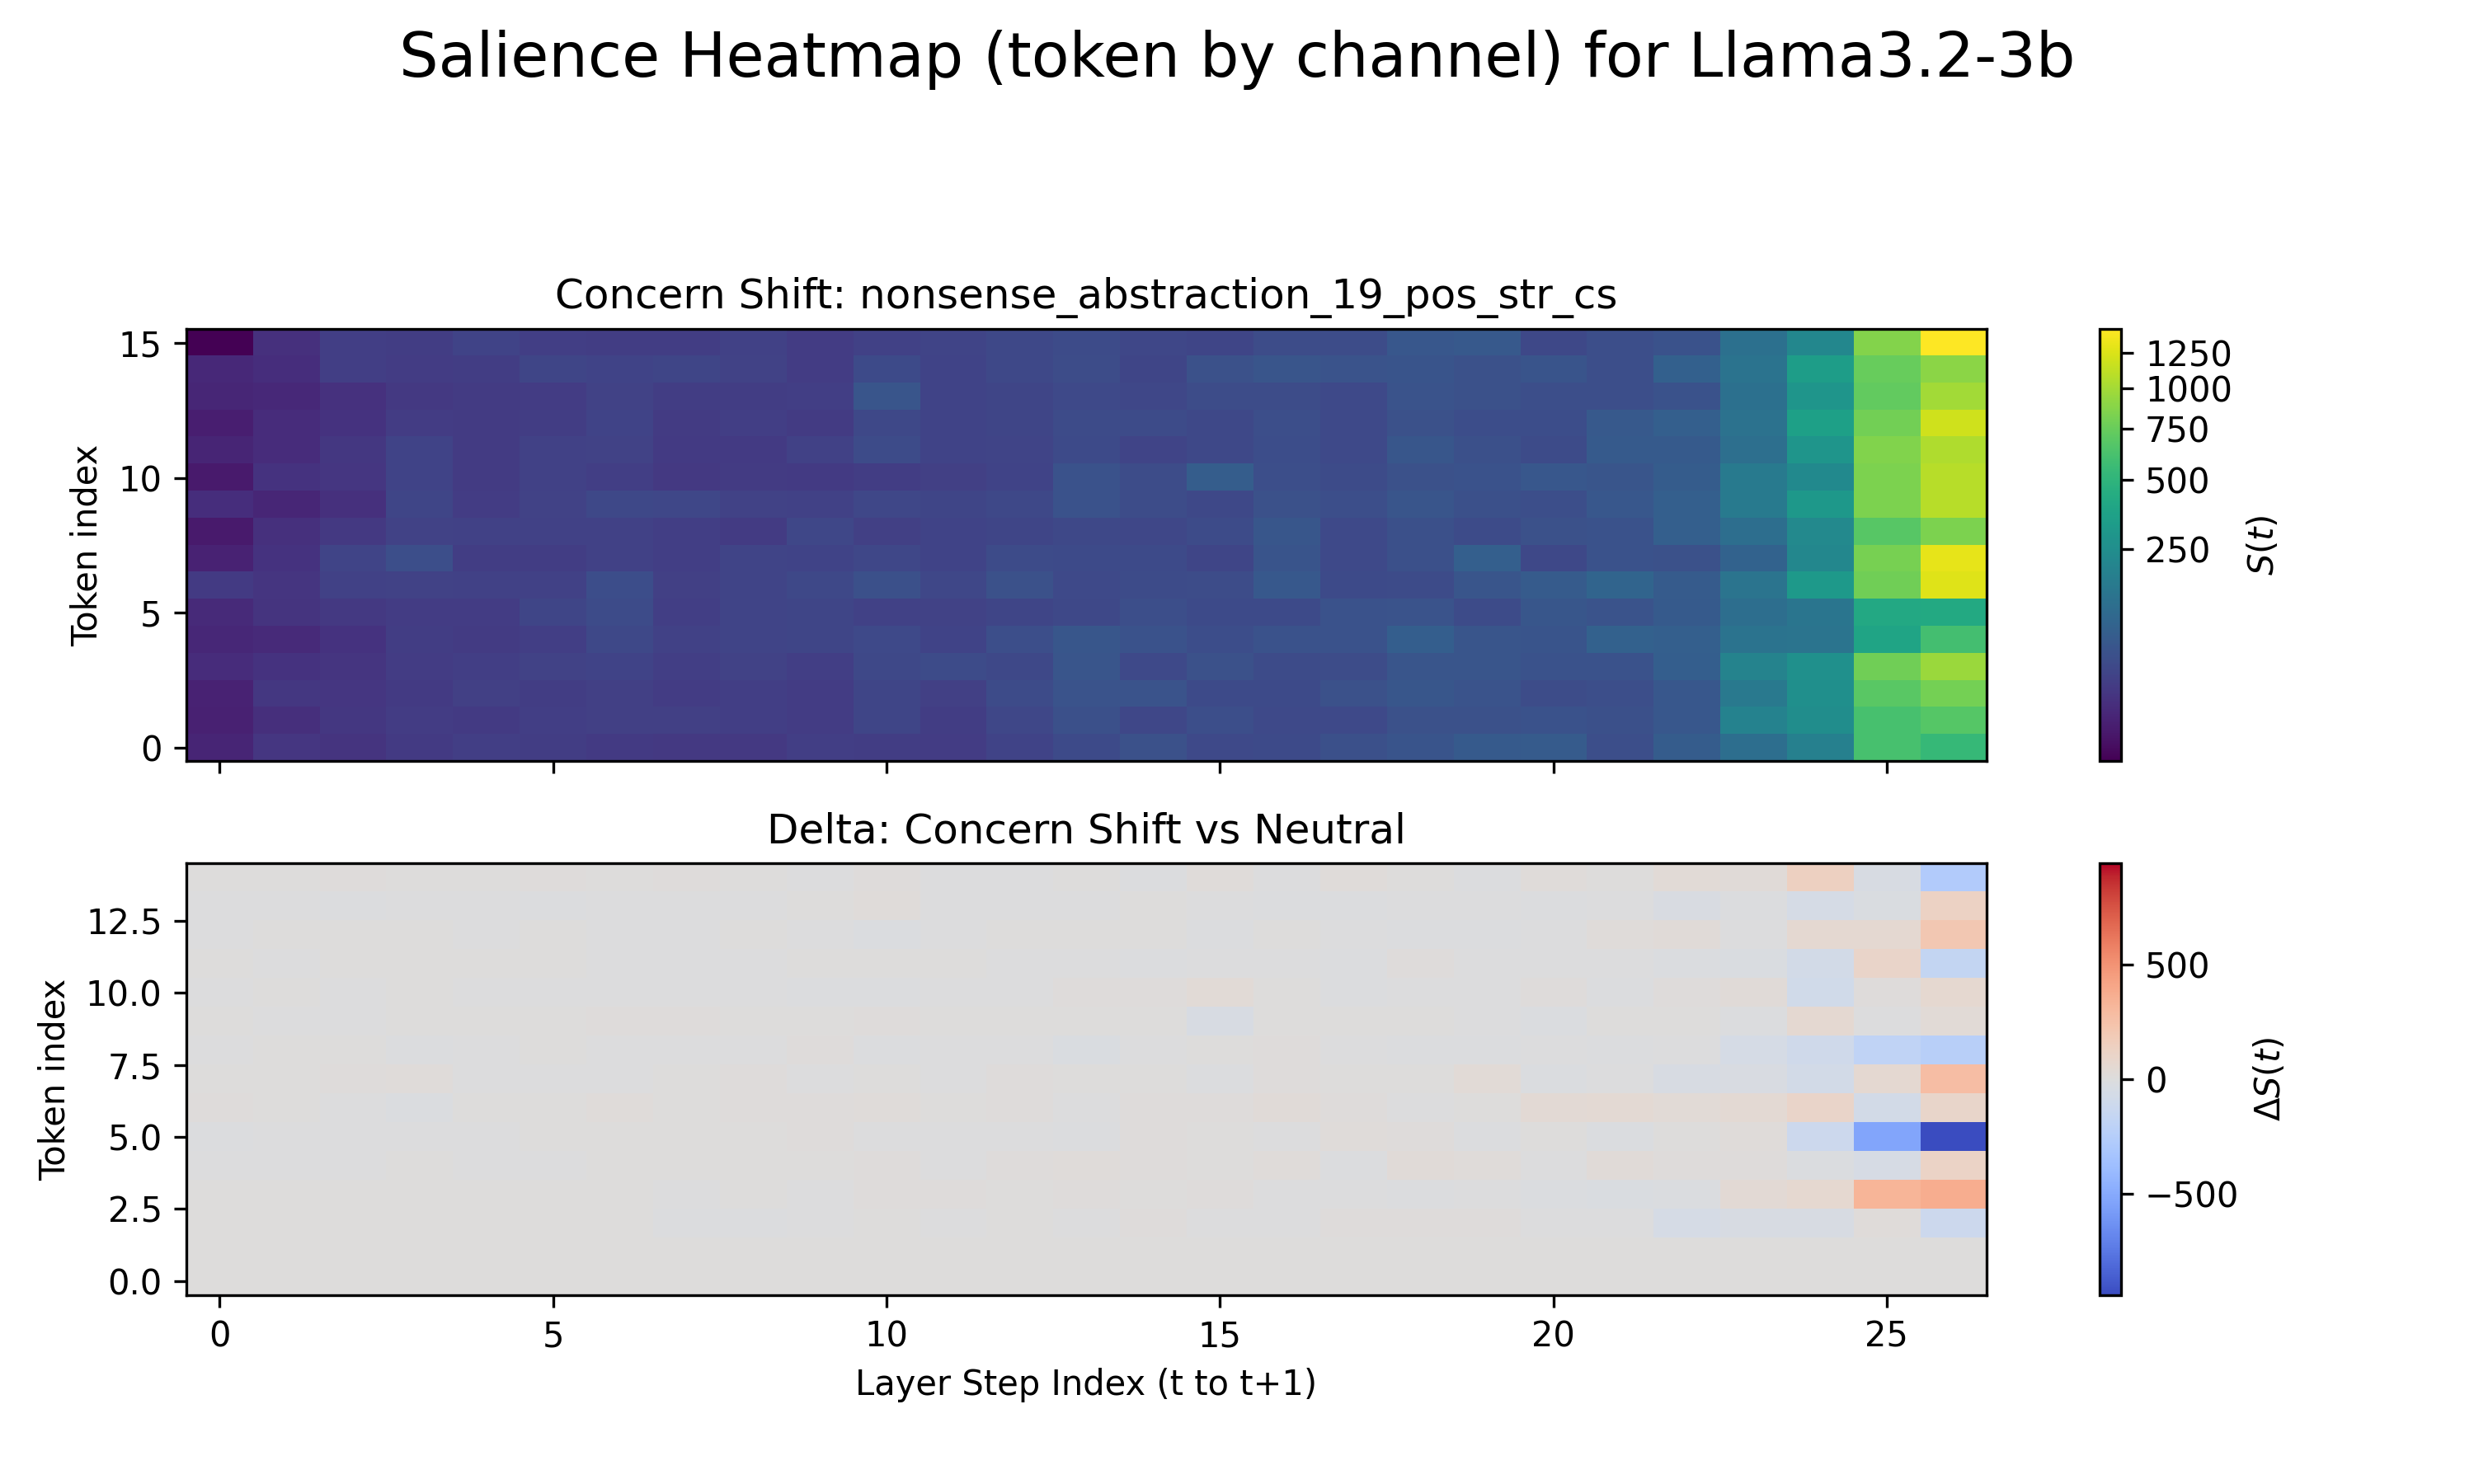 Salience Heatmap (token by channel) for Llama3.2-3b
Concern Shift: nonsense_abstraction_19_pos_str_cs
15
10
5
0
Token index
1250
1000
750
500
250
S(t)
Delta: Concern Shift vs Neutral
12.5
10.0
7.5
5.0
2.5
0.0
Token index
500
0
−500
ΔS(t)
0 5 10 15 20 25
Layer Step Index (t to t+1)